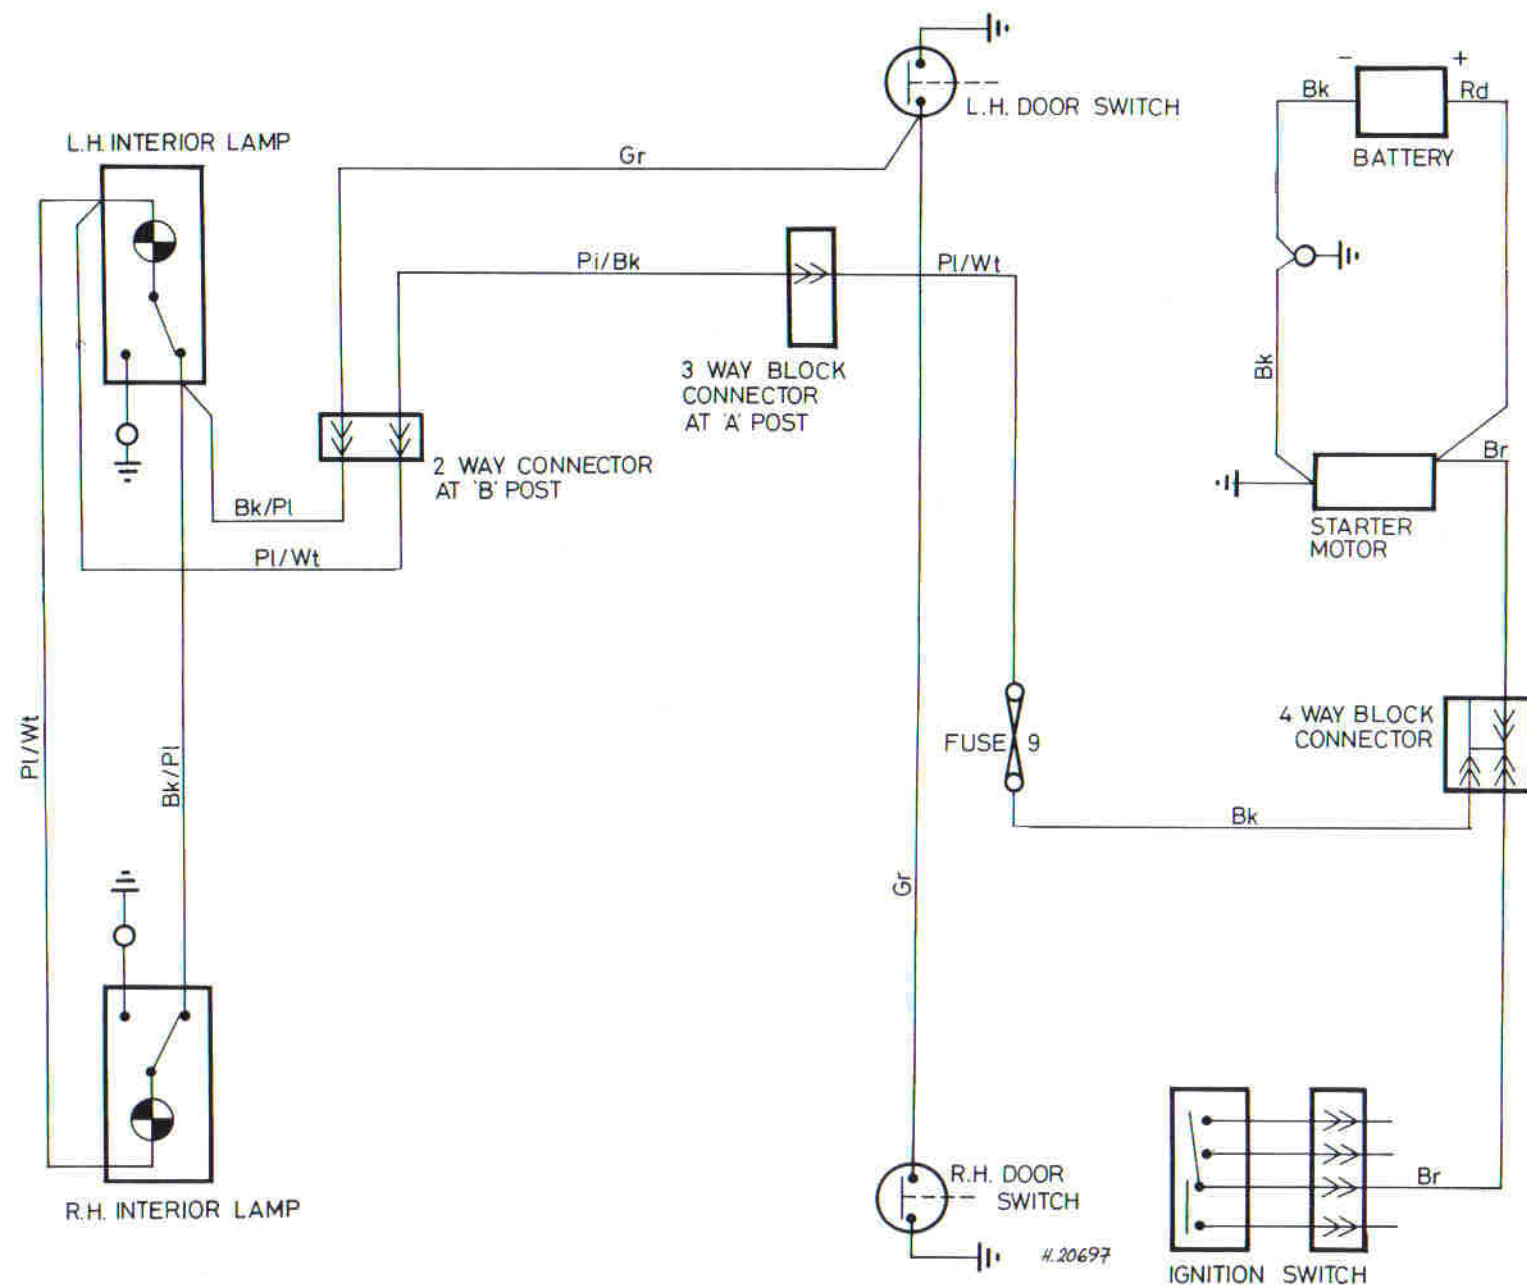 - +
Bk
Rd
BATTERY
L.H. DOOR SWITCH
L.H. INTERIOR LAMP
Gr
Pi/Bk
Pl/Wt
3 WAY BLOCK
CONNECTOR
AT 'A' POST
Bk
Br
STARTER
MOTOR
2 WAY CONNECTOR
AT 'B' POST
Bk/Pl
Pl/Wt
Pl/Wt
Bk/Pl
FUSE 9
4 WAY BLOCK
CONNECTOR
Bk
Gr
R.H. DOOR
SWITCH
Br
R.H. INTERIOR LAMP
H.20697
IGNITION SWITCH